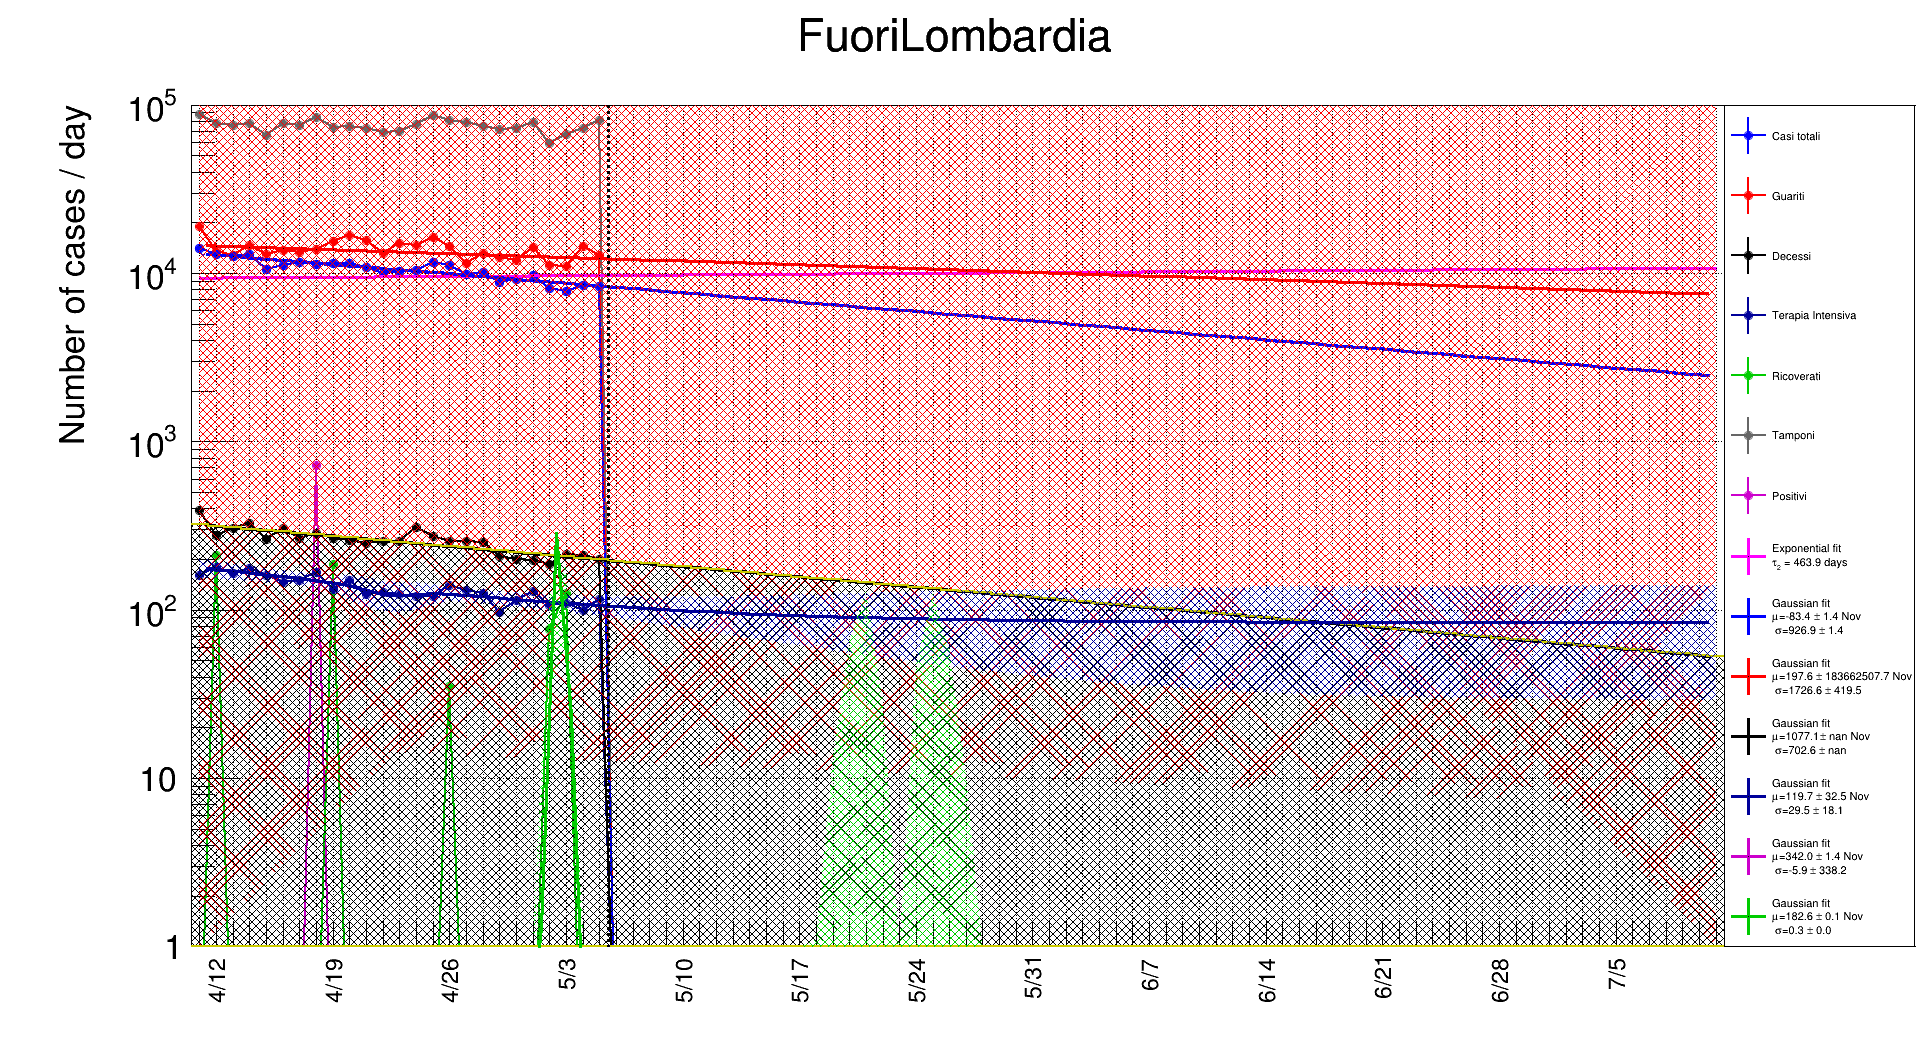 FuoriLombardia
Number of cases / day
10^5
10^4
10^3
10^2
10
1
4/12
4/19
4/26
5/3
5/10
5/17
5/24
5/31
6/7
6/14
6/21
6/28
7/5
Casi totali
Guariti
Decessi
Terapia Intensiva
Ricoverati
Tamponi
Positivi
Exponential fit
τ_2 = 463.9 days
Gaussian fit
μ=-83.4 ± 1.4 Nov
σ=926.9 ± 1.4
Gaussian fit
μ=197.6 ± 183662507.7 Nov
σ=1726.6 ± 419.5
Gaussian fit
μ=1077.1 ± nan Nov
σ=702.6 ± nan
Gaussian fit
μ=119.7 ± 32.5 Nov
σ=29.5 ± 18.1
Gaussian fit
μ=342.0 ± 1.4 Nov
σ=-5.9 ± 338.2
Gaussian fit
μ=182.6 ± 0.1 Nov
σ=0.3 ± 0.0